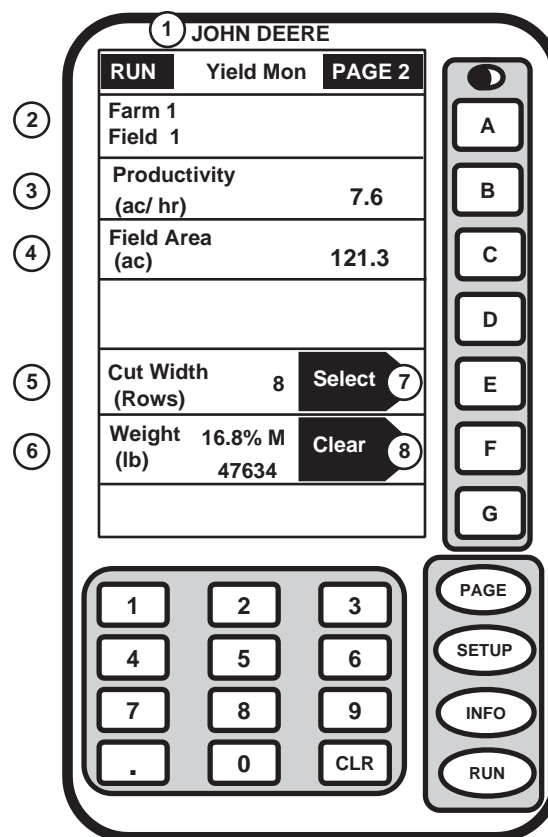 1 JOHN DEERE
RUN Yield Mon PAGE 2
2 Farm 1
Field 1
A
3 Productivity
(ac/ hr) 7.6
B
4 Field Area
(ac) 121.3
C
D
5 Cut Width
(Rows) 8 Select 7
E
6 Weight 16.8% M Clear 8
(lb) 47634
F
G
1 2 3
4 5 6
7 8 9
. 0 CLR
PAGE
SETUP
INFO
RUN